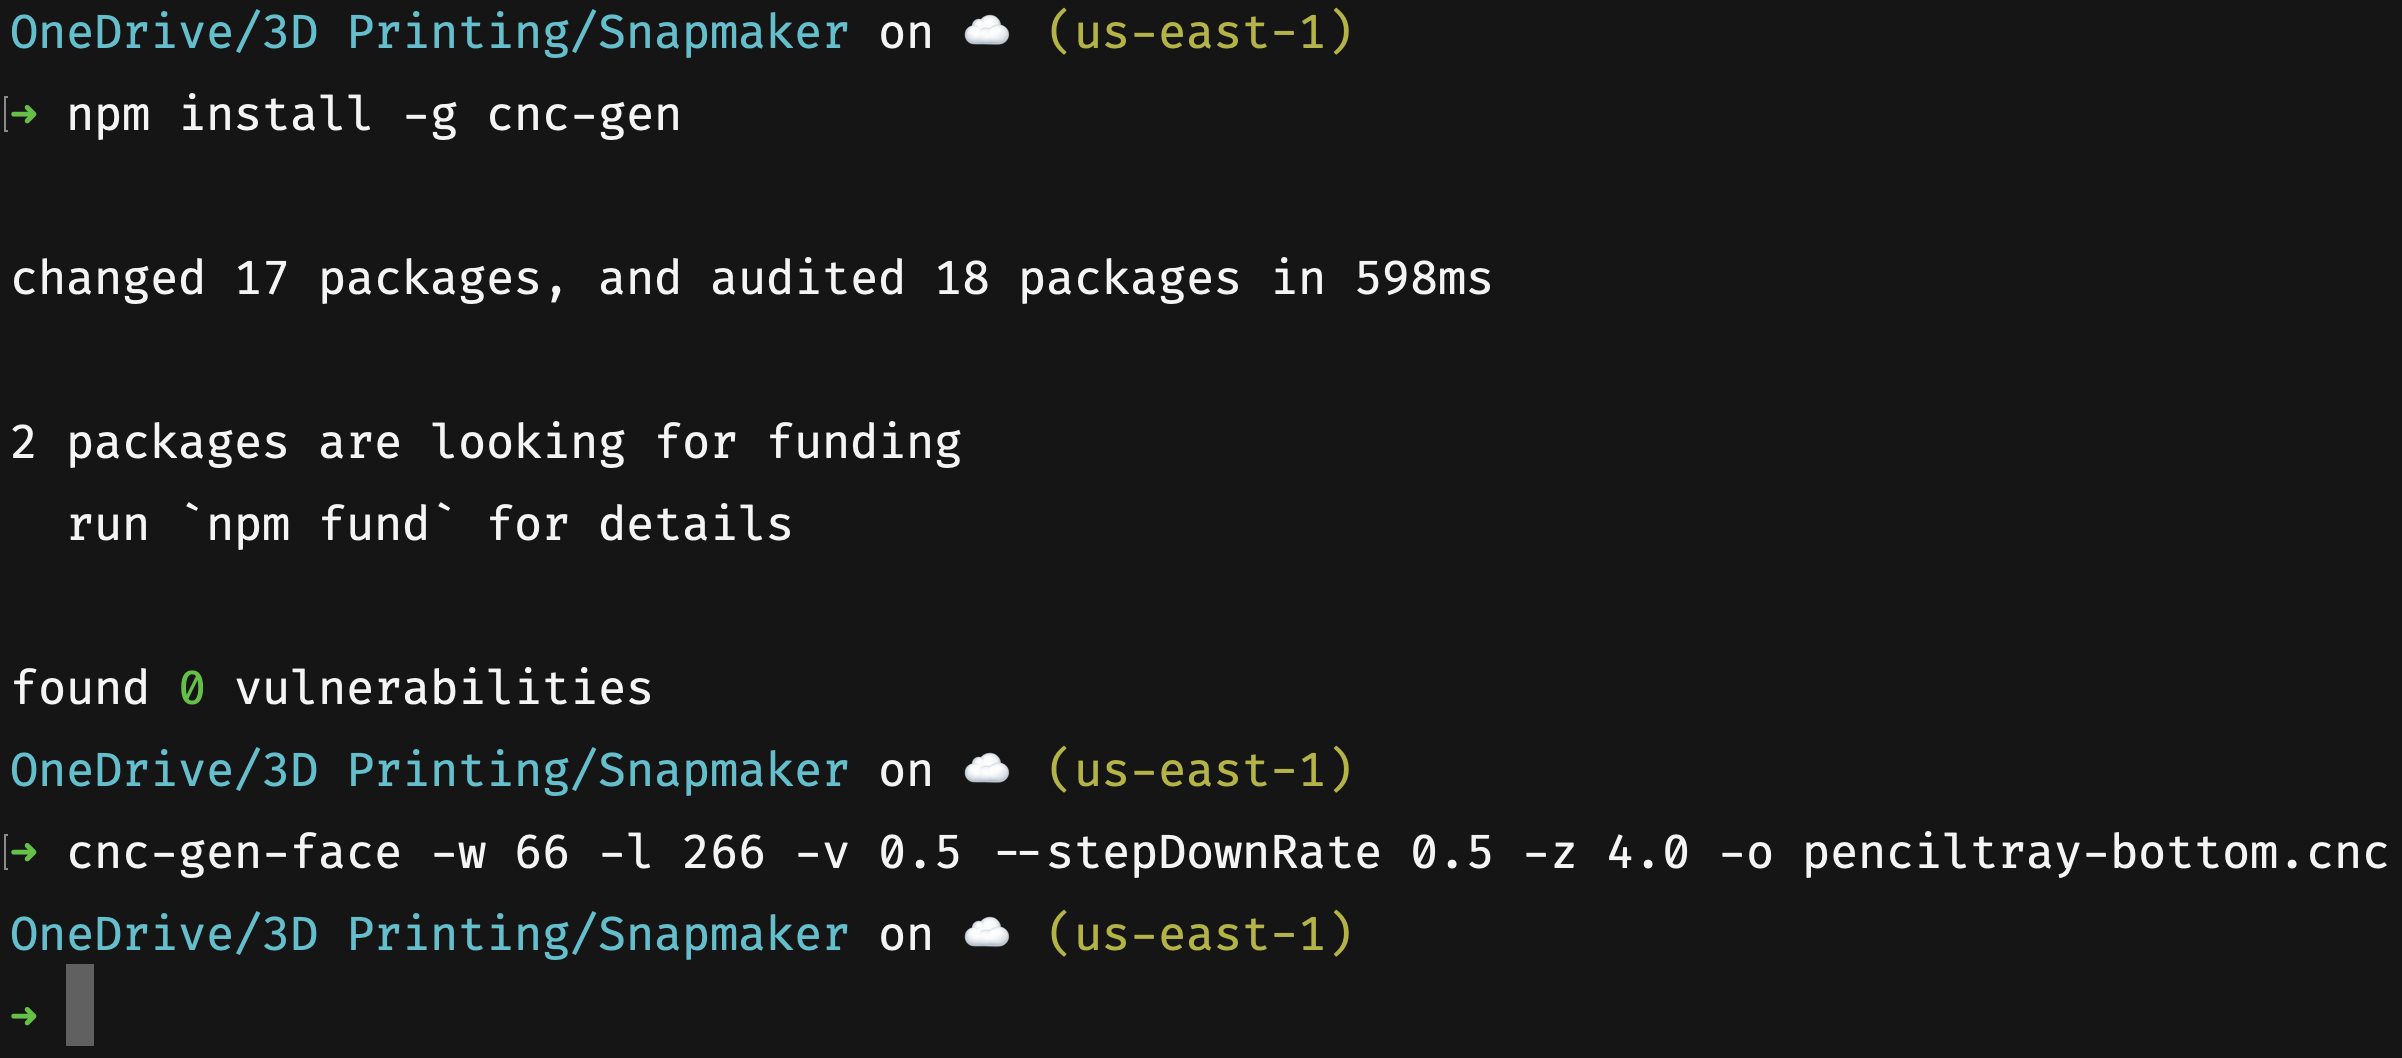 OneDrive/3D Printing/Snapmaker on ☁️ (us-east-1)
➜ npm install -g cnc-gen
changed 17 packages, and audited 18 packages in 598ms
2 packages are looking for funding
  run `npm fund` for details
found 0 vulnerabilities
OneDrive/3D Printing/Snapmaker on ☁️ (us-east-1)
➜ cnc-gen-face -w 66 -l 266 -v 0.5 --stepDownRate 0.5 -z 4.0 -o penciltray-bottom.cnc
OneDrive/3D Printing/Snapmaker on ☁️ (us-east-1)
➜